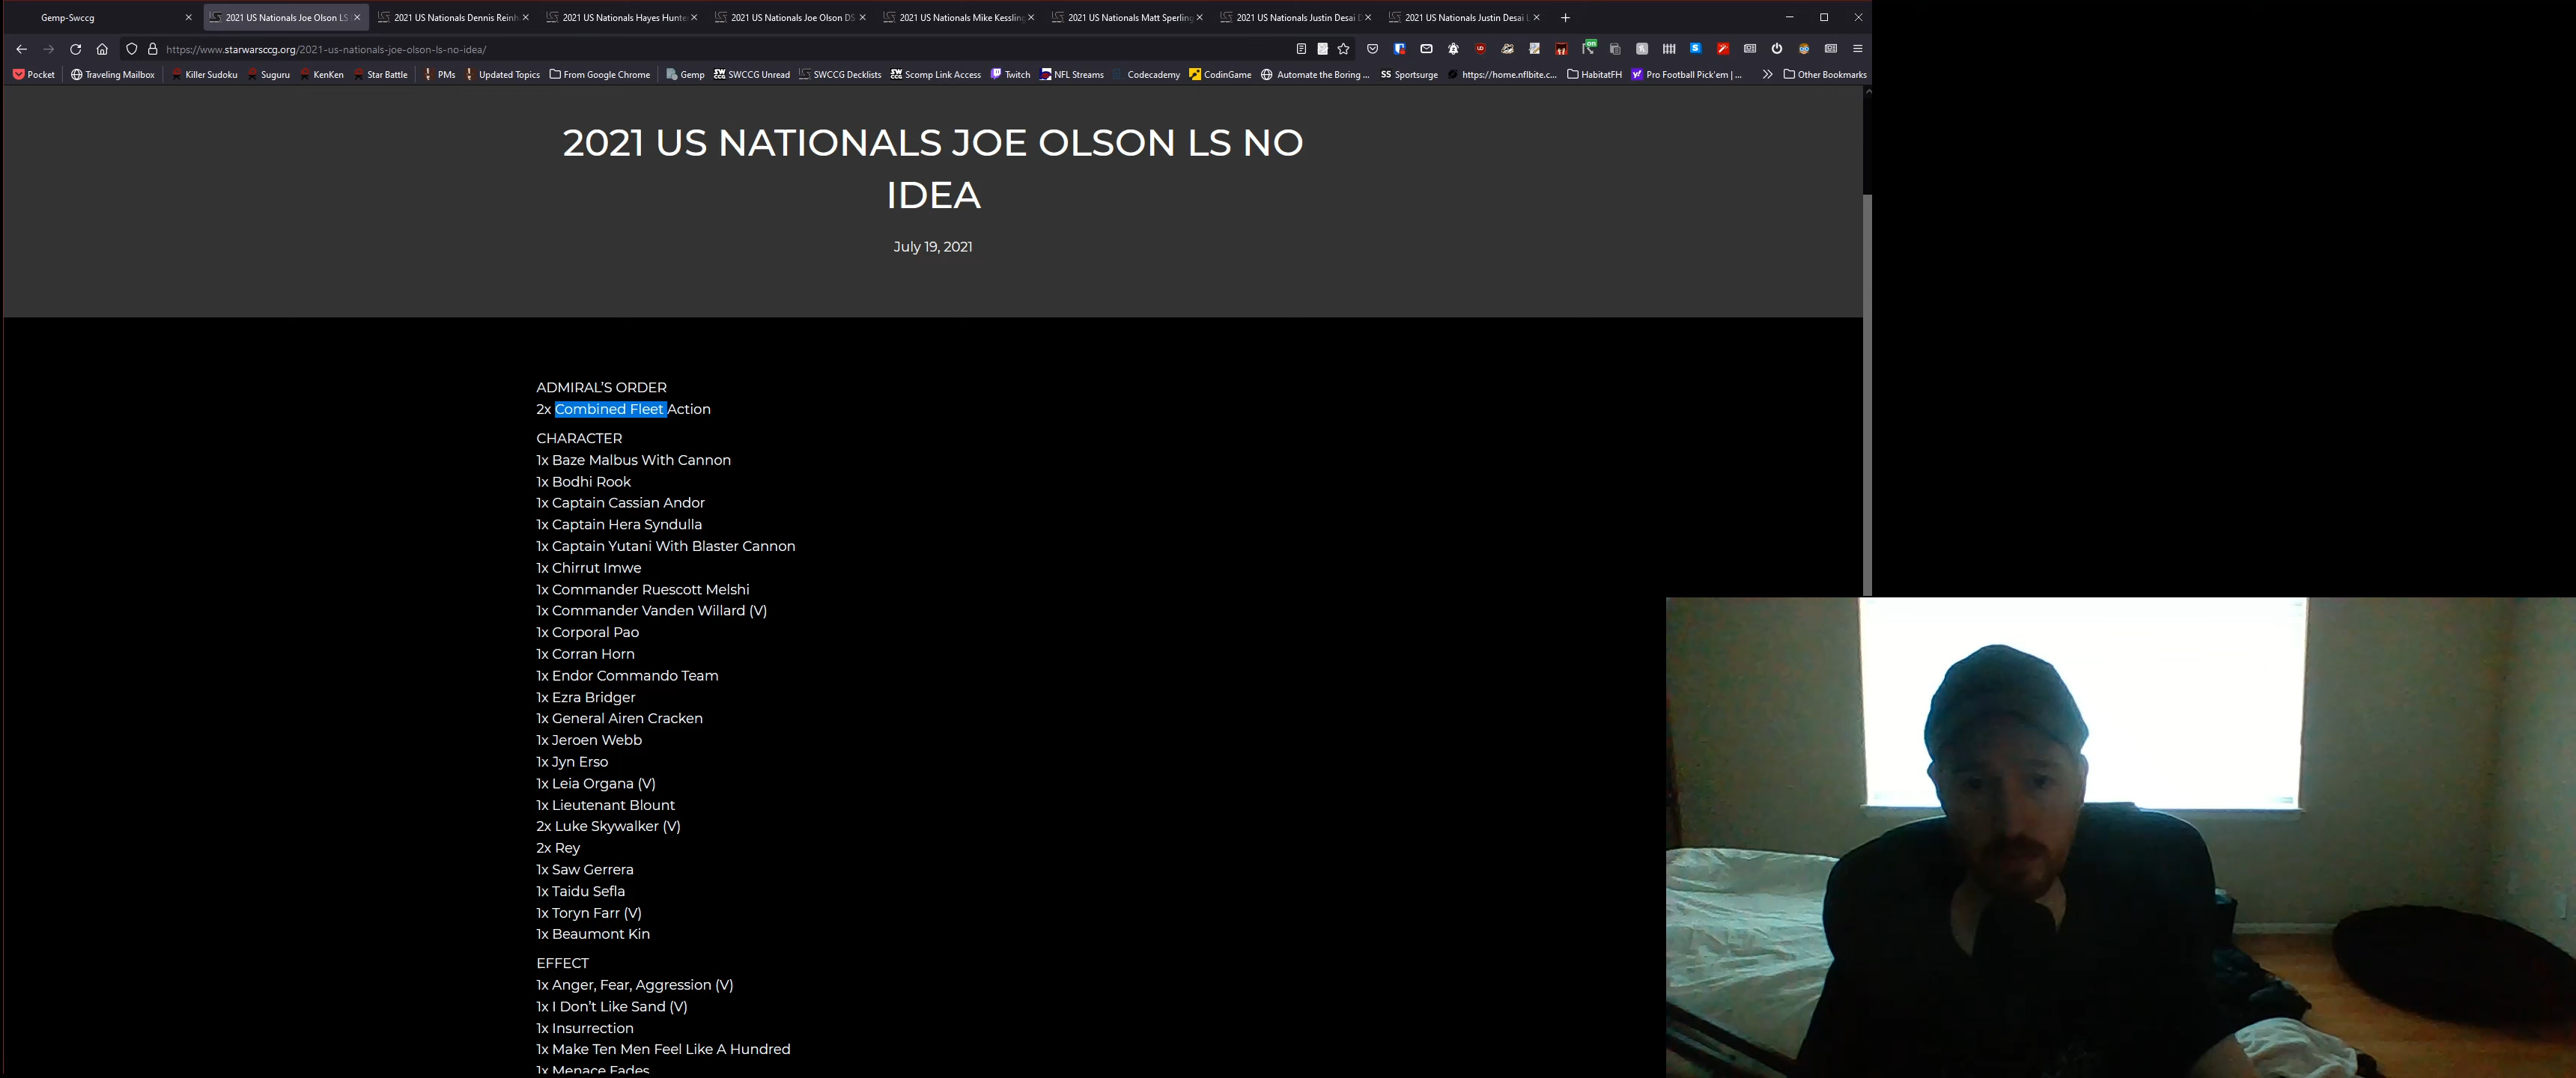 Gemp-Swccg
2021 US Nationals Joe Olson LS
2021 US Nationals Dennis Reinh
2021 US Nationals Hayes Hunte
2021 US Nationals Joe Olson DS
2021 US Nationals Mike Kessling
2021 US Nationals Matt Sperling
2021 US Nationals Justin Desai D
2021 US Nationals Justin Desai L
https://www.starwarsccg.org/2021-us-nationals-joe-olson-ls-no-idea/
on
Pocket
Traveling Mailbox
Killer Sudoku
Suguru
KenKen
Star Battle
PMs
Updated Topics
From Google Chrome
Gemp
SWCCG Unread
SWCCG Decklists
Scomp Link Access
Twitch
NFL Streams
Codecademy
CodinGame
Automate the Boring ...
SS Sportsurge
https://home.nflbite.c...
HabitatFH
Pro Football Pick'em | ...
Other Bookmarks
2021 US NATIONALS JOE OLSON LS NO
IDEA
July 19, 2021
ADMIRAL'S ORDER
2x Combined Fleet Action
CHARACTER
1x Baze Malbus With Cannon
1x Bodhi Rook
1x Captain Cassian Andor
1x Captain Hera Syndulla
1x Captain Yutani With Blaster Cannon
1x Chirrut Imwe
1x Commander Ruescott Melshi
1x Commander Vanden Willard (V)
1x Corporal Pao
1x Corran Horn
1x Endor Commando Team
1x Ezra Bridger
1x General Airen Cracken
1x Jeroen Webb
1x Jyn Erso
1x Leia Organa (V)
1x Lieutenant Blount
2x Luke Skywalker (V)
2x Rey
1x Saw Gerrera
1x Taidu Sefla
1x Toryn Farr (V)
1x Beaumont Kin
EFFECT
1x Anger, Fear, Aggression (V)
1x I Don't Like Sand (V)
1x Insurrection
1x Make Ten Men Feel Like A Hundred
1x Menace Fades